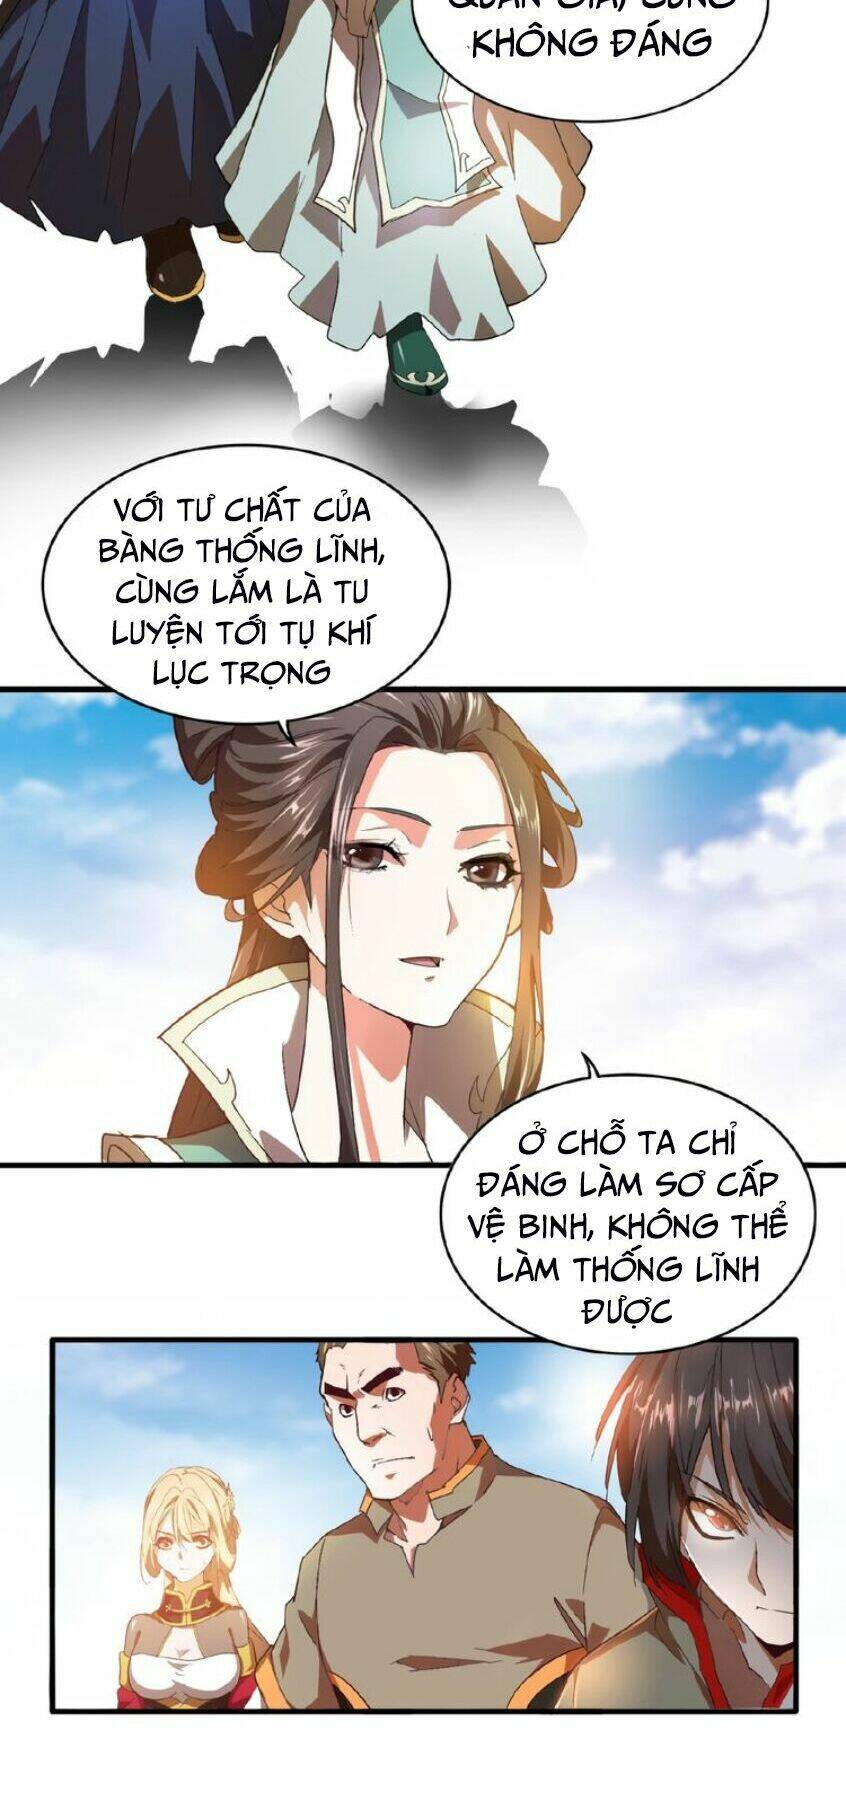 KHÔNG ĐÁNG
VỚI TƯ CHẤT CỦA
BÀNG THỐNG LĨNH,
CÙNG LẮM LÀ TU
LUYỆN TỚI TỤ KHÍ
LỤC TRỌNG
Ở CHỖ TA CHỈ
ĐÁNG LÀM SƠ CẤP
VỆ BINH, KHÔNG THỂ
LÀM THỐNG LĨNH
ĐƯỢC